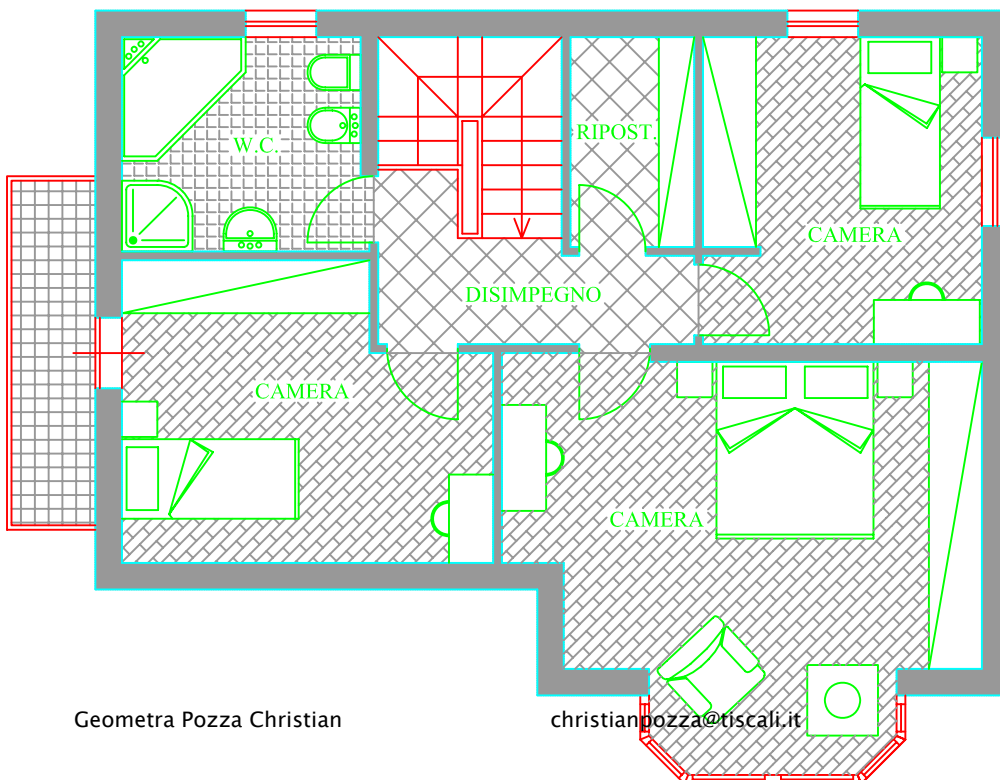 W.C.
RIPOST.
CAMERA
DISIMPEGNO
CAMERA
CAMERA
Geometra Pozza Christian
christianpozza@tiscali.it